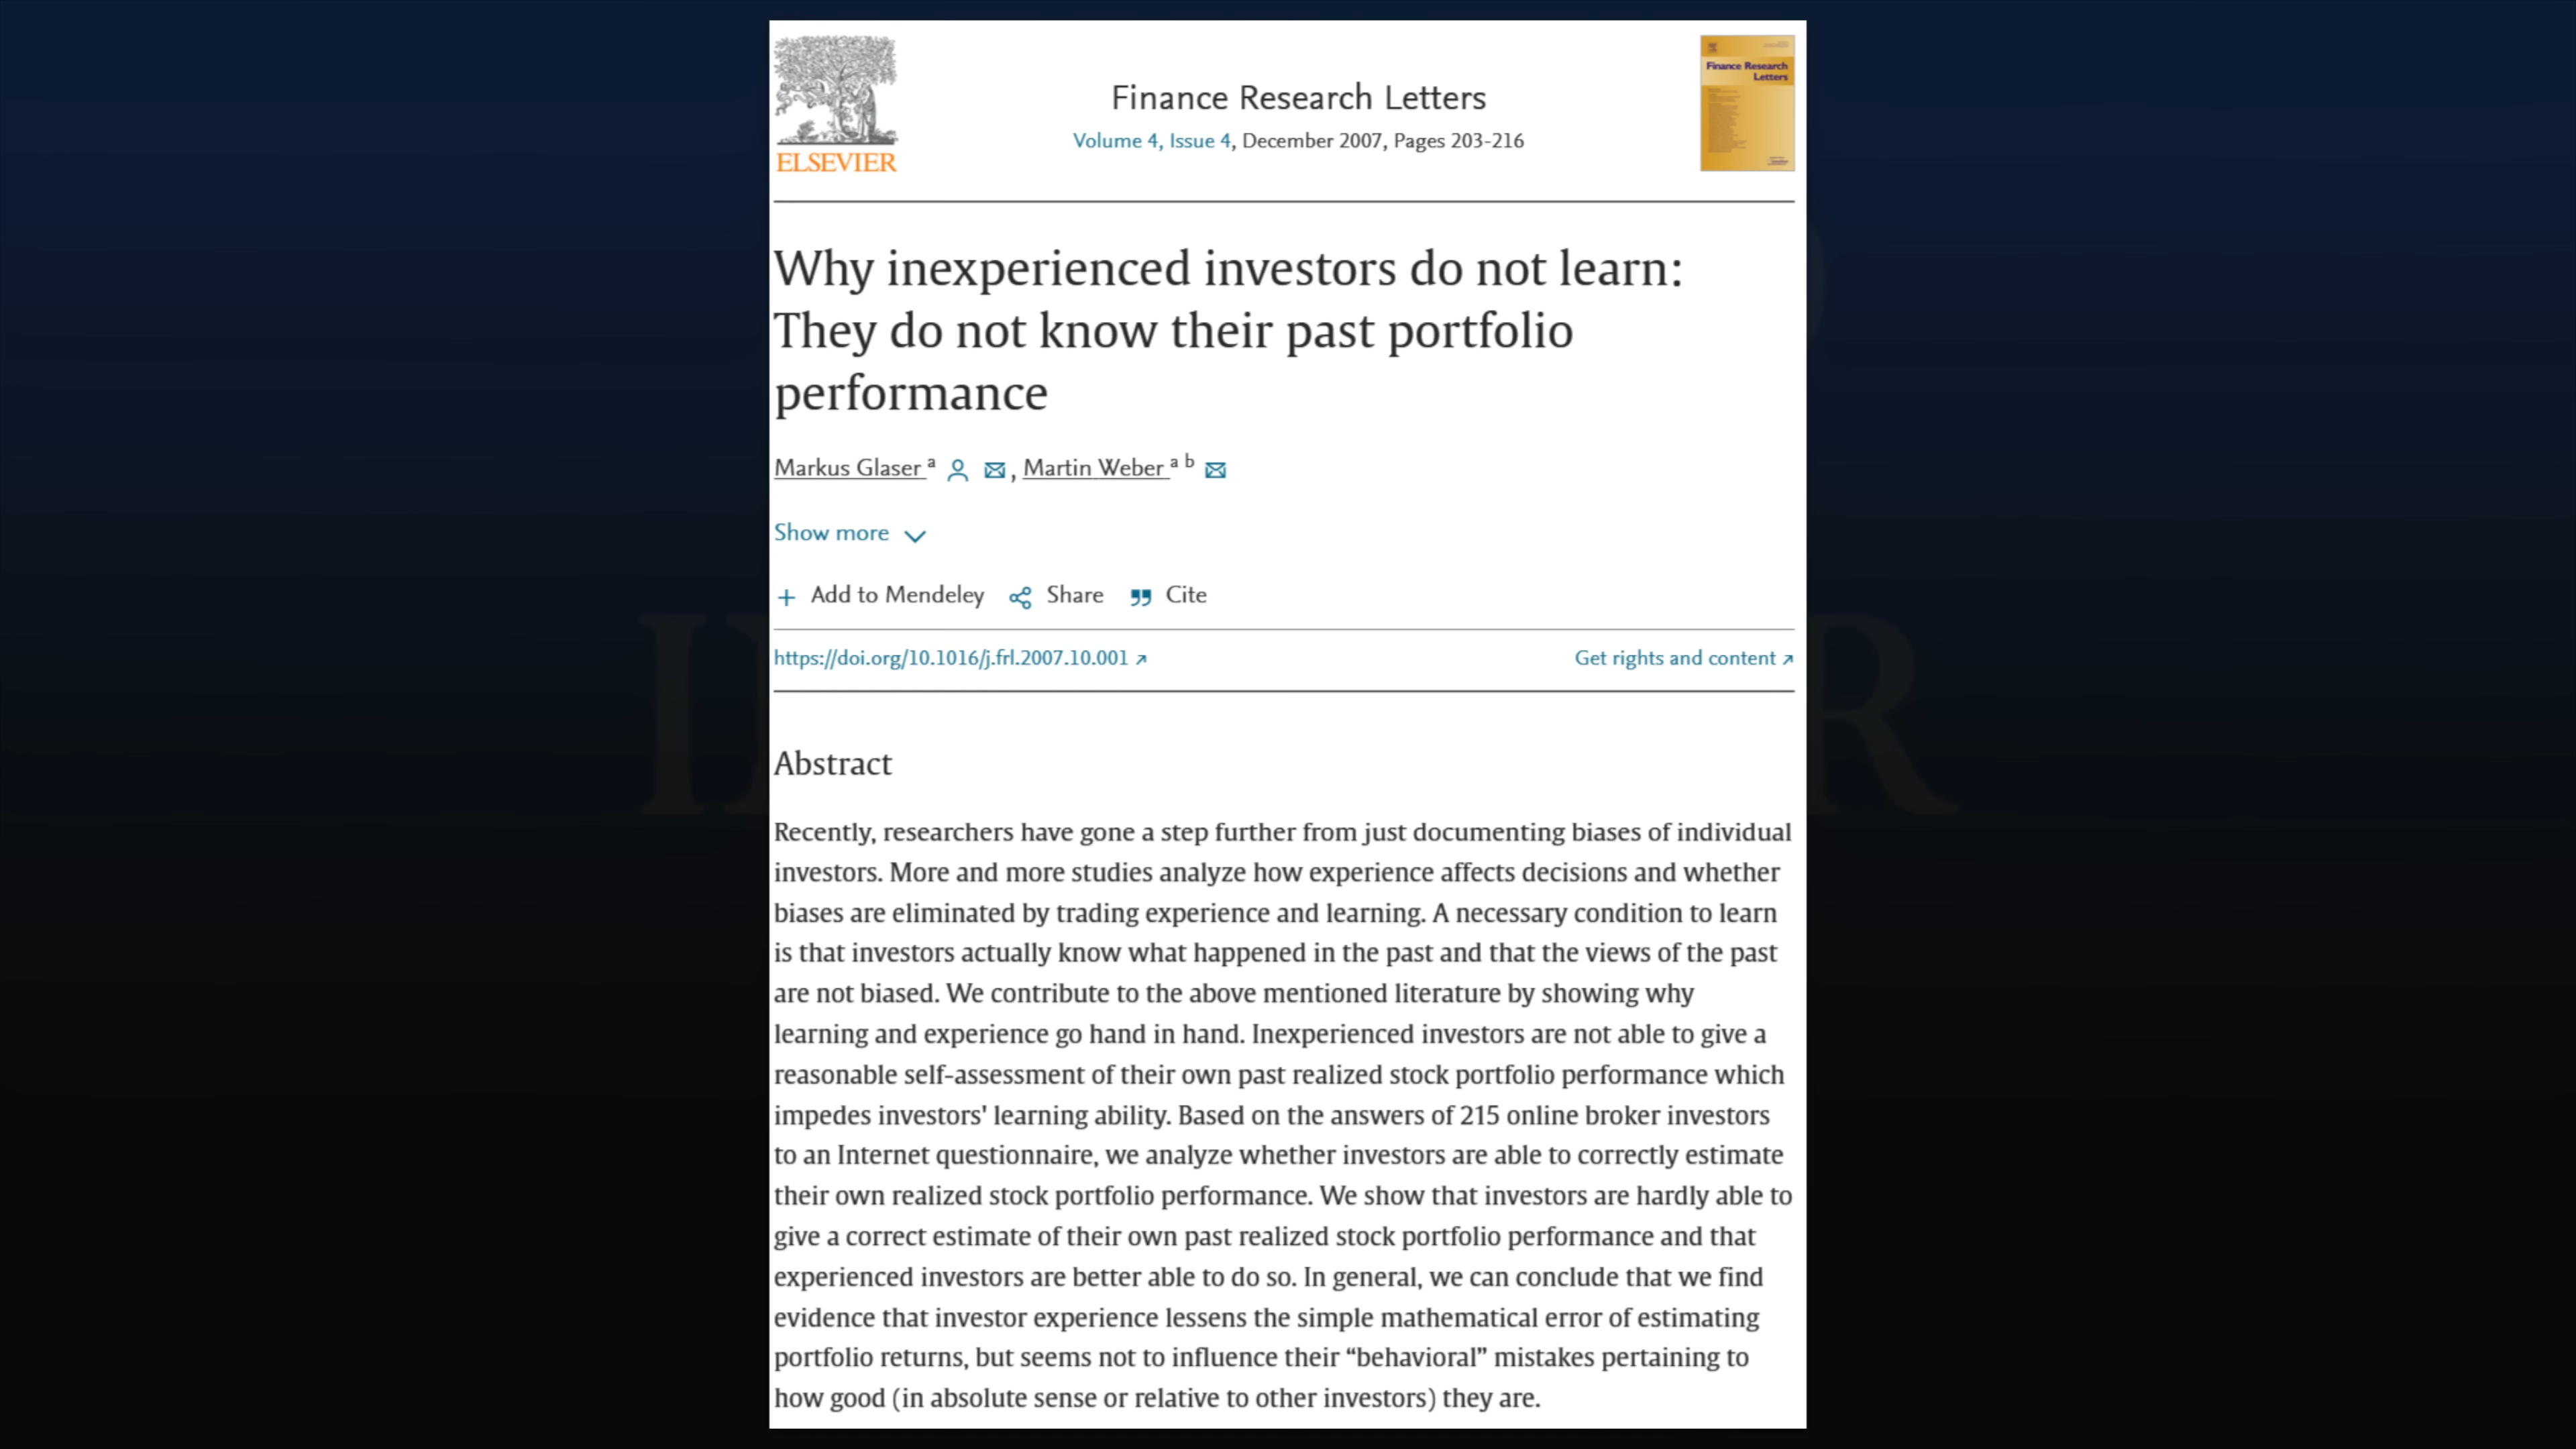 ELSEVIER
Finance Research Letters
Volume 4, Issue 4, December 2007, Pages 203-216
Finance Research
Letters
Why inexperienced investors do not learn:
They do not know their past portfolio
performance
Markus Glaser a , Martin Weber a b
Show more
Add to Mendeley Share Cite
https://doi.org/10.1016/j.frl.2007.10.001 Get rights and content
Abstract
Recently, researchers have gone a step further from just documenting biases of individual
investors. More and more studies analyze how experience affects decisions and whether
biases are eliminated by trading experience and learning. A necessary condition to learn
is that investors actually know what happened in the past and that the views of the past
are not biased. We contribute to the above mentioned literature by showing why
learning and experience go hand in hand. Inexperienced investors are not able to give a
reasonable self-assessment of their own past realized stock portfolio performance which
impedes investors' learning ability. Based on the answers of 215 online broker investors
to an Internet questionnaire, we analyze whether investors are able to correctly estimate
their own realized stock portfolio performance. We show that investors are hardly able to
give a correct estimate of their own past realized stock portfolio performance and that
experienced investors are better able to do so. In general, we can conclude that we find
evidence that investor experience lessens the simple mathematical error of estimating
portfolio returns, but seems not to influence their “behavioral” mistakes pertaining to
how good (in absolute sense or relative to other investors) they are.